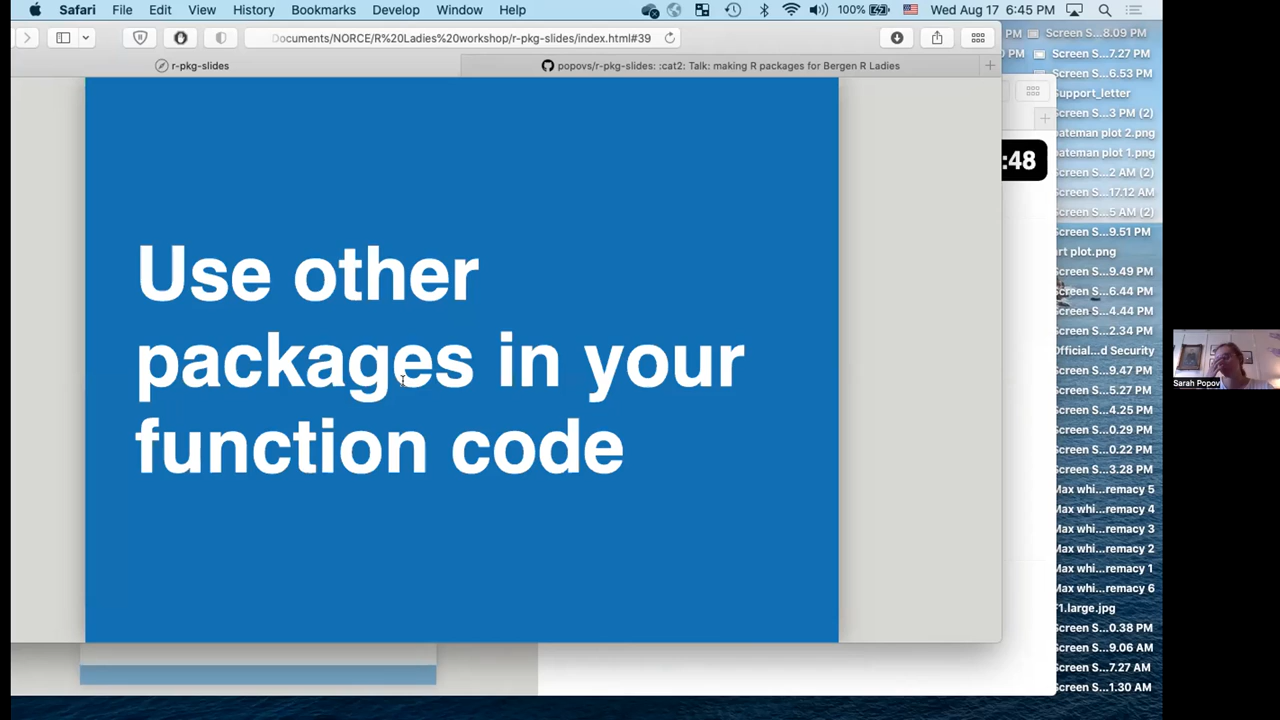 Safari File Edit View History Bookmarks Develop Window Help 100% Wed Aug 17 6:45 PM
Documents/NORCE/R%20Ladies%20workshop/r-pkg-slides/index.html#39
r-pkg-slides
popovs/r-pkg-slides: :cat2: Talk: making R packages for Bergen R Ladies
:48
Use other
packages in your
function code
PM Screen S...8.09 PM
PM Screen S...7.27 PM
Screen S...6.53 PM
Support_letter
3 PM (2)
bateman plot 2.png
bateman plot 1.png
Screen S...2 AM (2)
Screen S...17.12 AM
Screen S...5 AM (2)
Screen S...9.51 PM
art plot.png
Screen S...9.49 PM
Screen S...6.44 PM
Screen S...4.44 PM
Screen S...2.34 PM
Official...d Security
Screen S...9.47 PM
Screen S...5.27 PM
Screen S...4.25 PM
Screen S...0.29 PM
Screen S...0.22 PM
Screen S...3.28 PM
Max whi...remacy 5
Max whi...remacy 4
Max whi...remacy 3
Max whi...remacy 2
Max whi...remacy 1
Max whi...remacy 6
F1.large.jpg
Screen S...0.38 PM
Screen S...9.06 AM
Screen S...7.27 AM
Screen S...1.30 AM
Sarah Popov